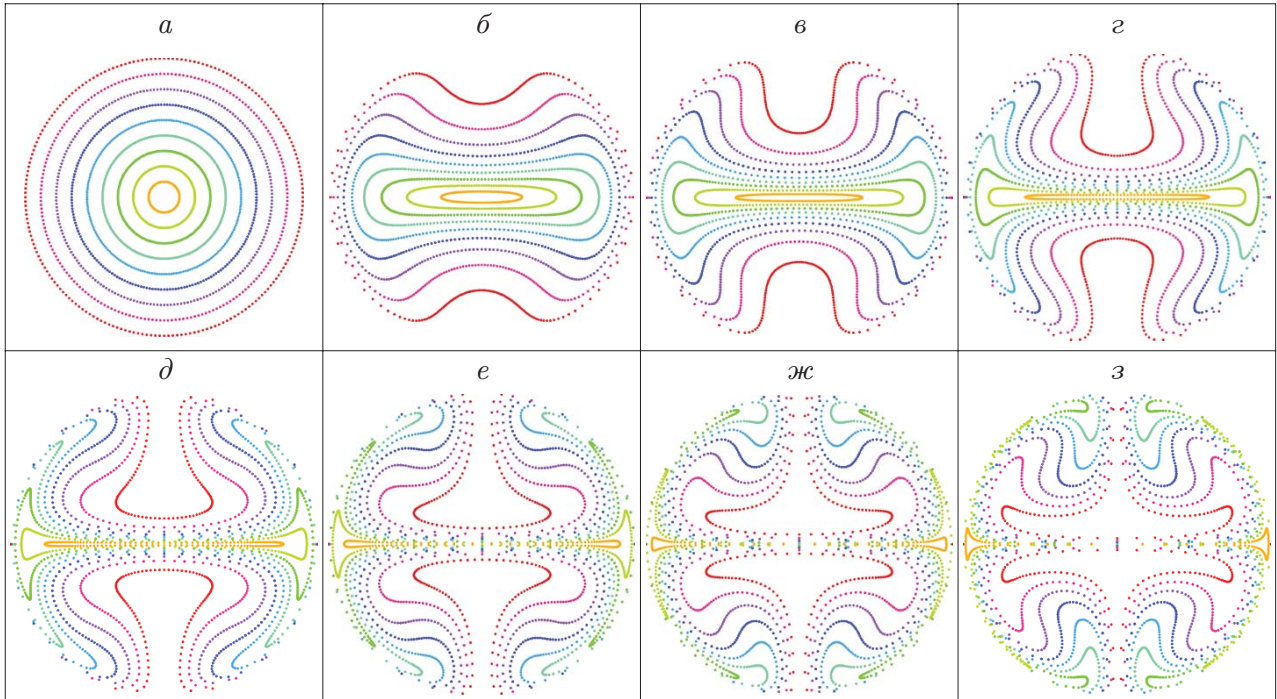 а б в г
д е ж з